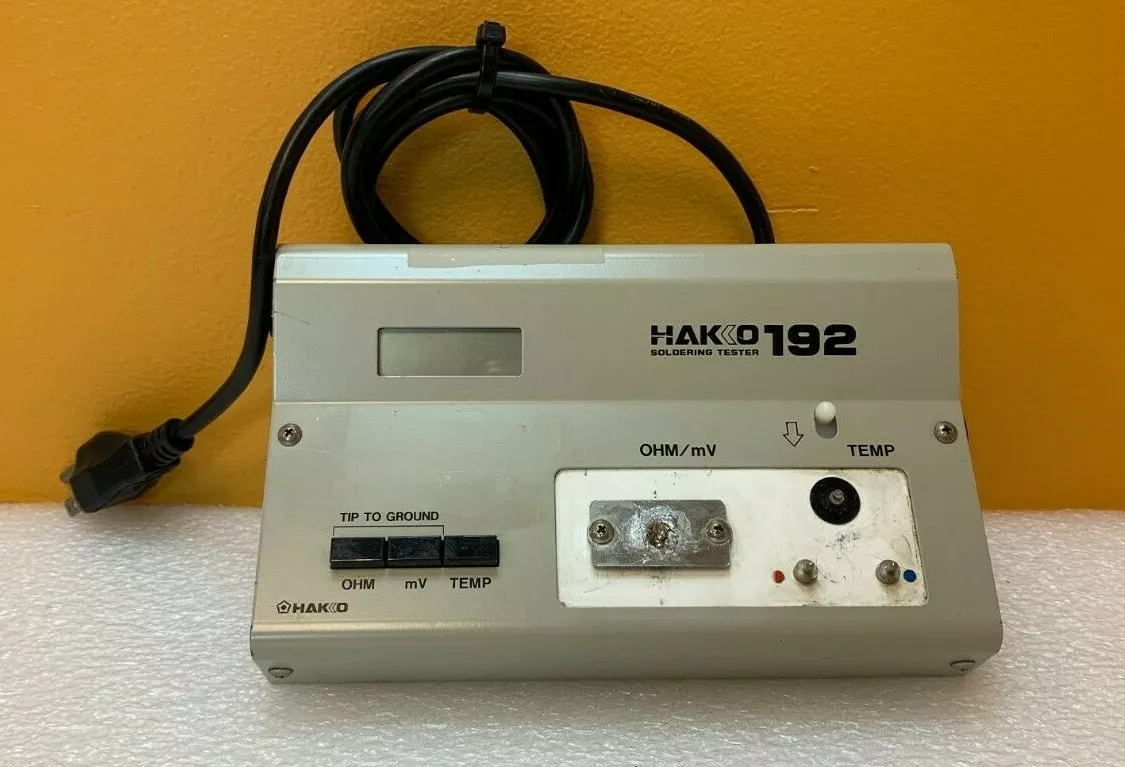 HAKKO 192
SOLDERING TESTER
OHM/mV
TEMP
TIP TO GROUND
OHM mV TEMP
HAKKO